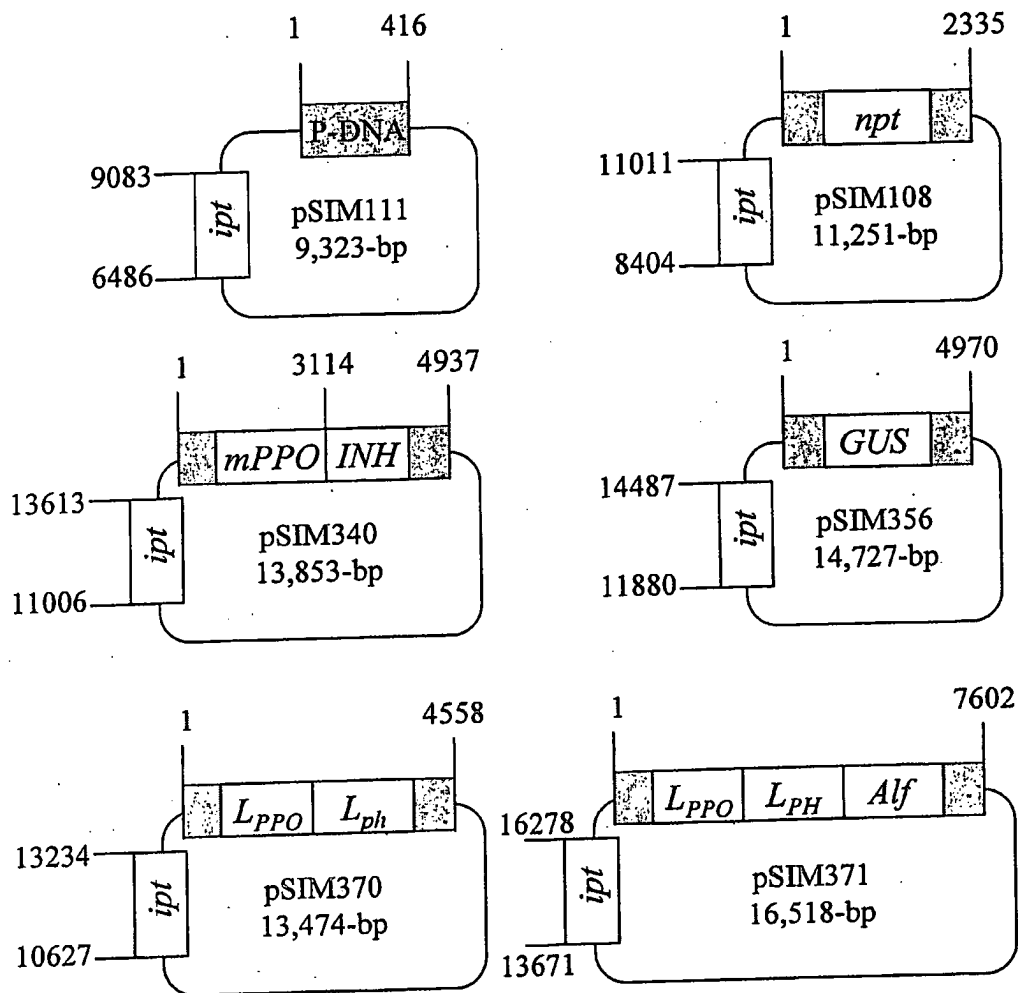 1 416
P-DNA
9083
ipt
pSIM111
9,323-bp
6486
1 2335
npt
11011
ipt
pSIM108
11,251-bp
8404
1 3114 4937
mPPO INH
13613
ipt
pSIM340
13,853-bp
11006
1 4970
GUS
14487
ipt
pSIM356
14,727-bp
11880
1 4558
LPPO Lph
13234
ipt
pSIM370
13,474-bp
10627
1 7602
LPPO LPH Alf
16278
ipt
pSIM371
16,518-bp
13671